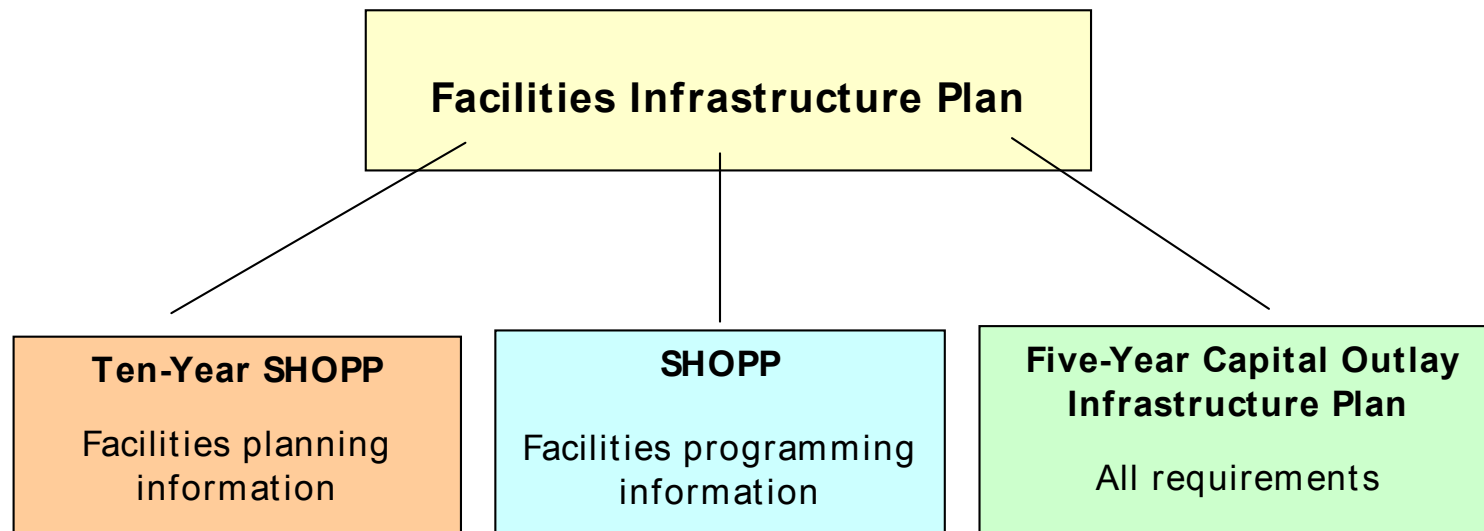 Facilities Infrastructure Plan
Ten-Year SHOPP
Facilities planning
information
SHOPP
Facilities programming
information
Five-Year Capital Outlay
Infrastructure Plan
All requirements